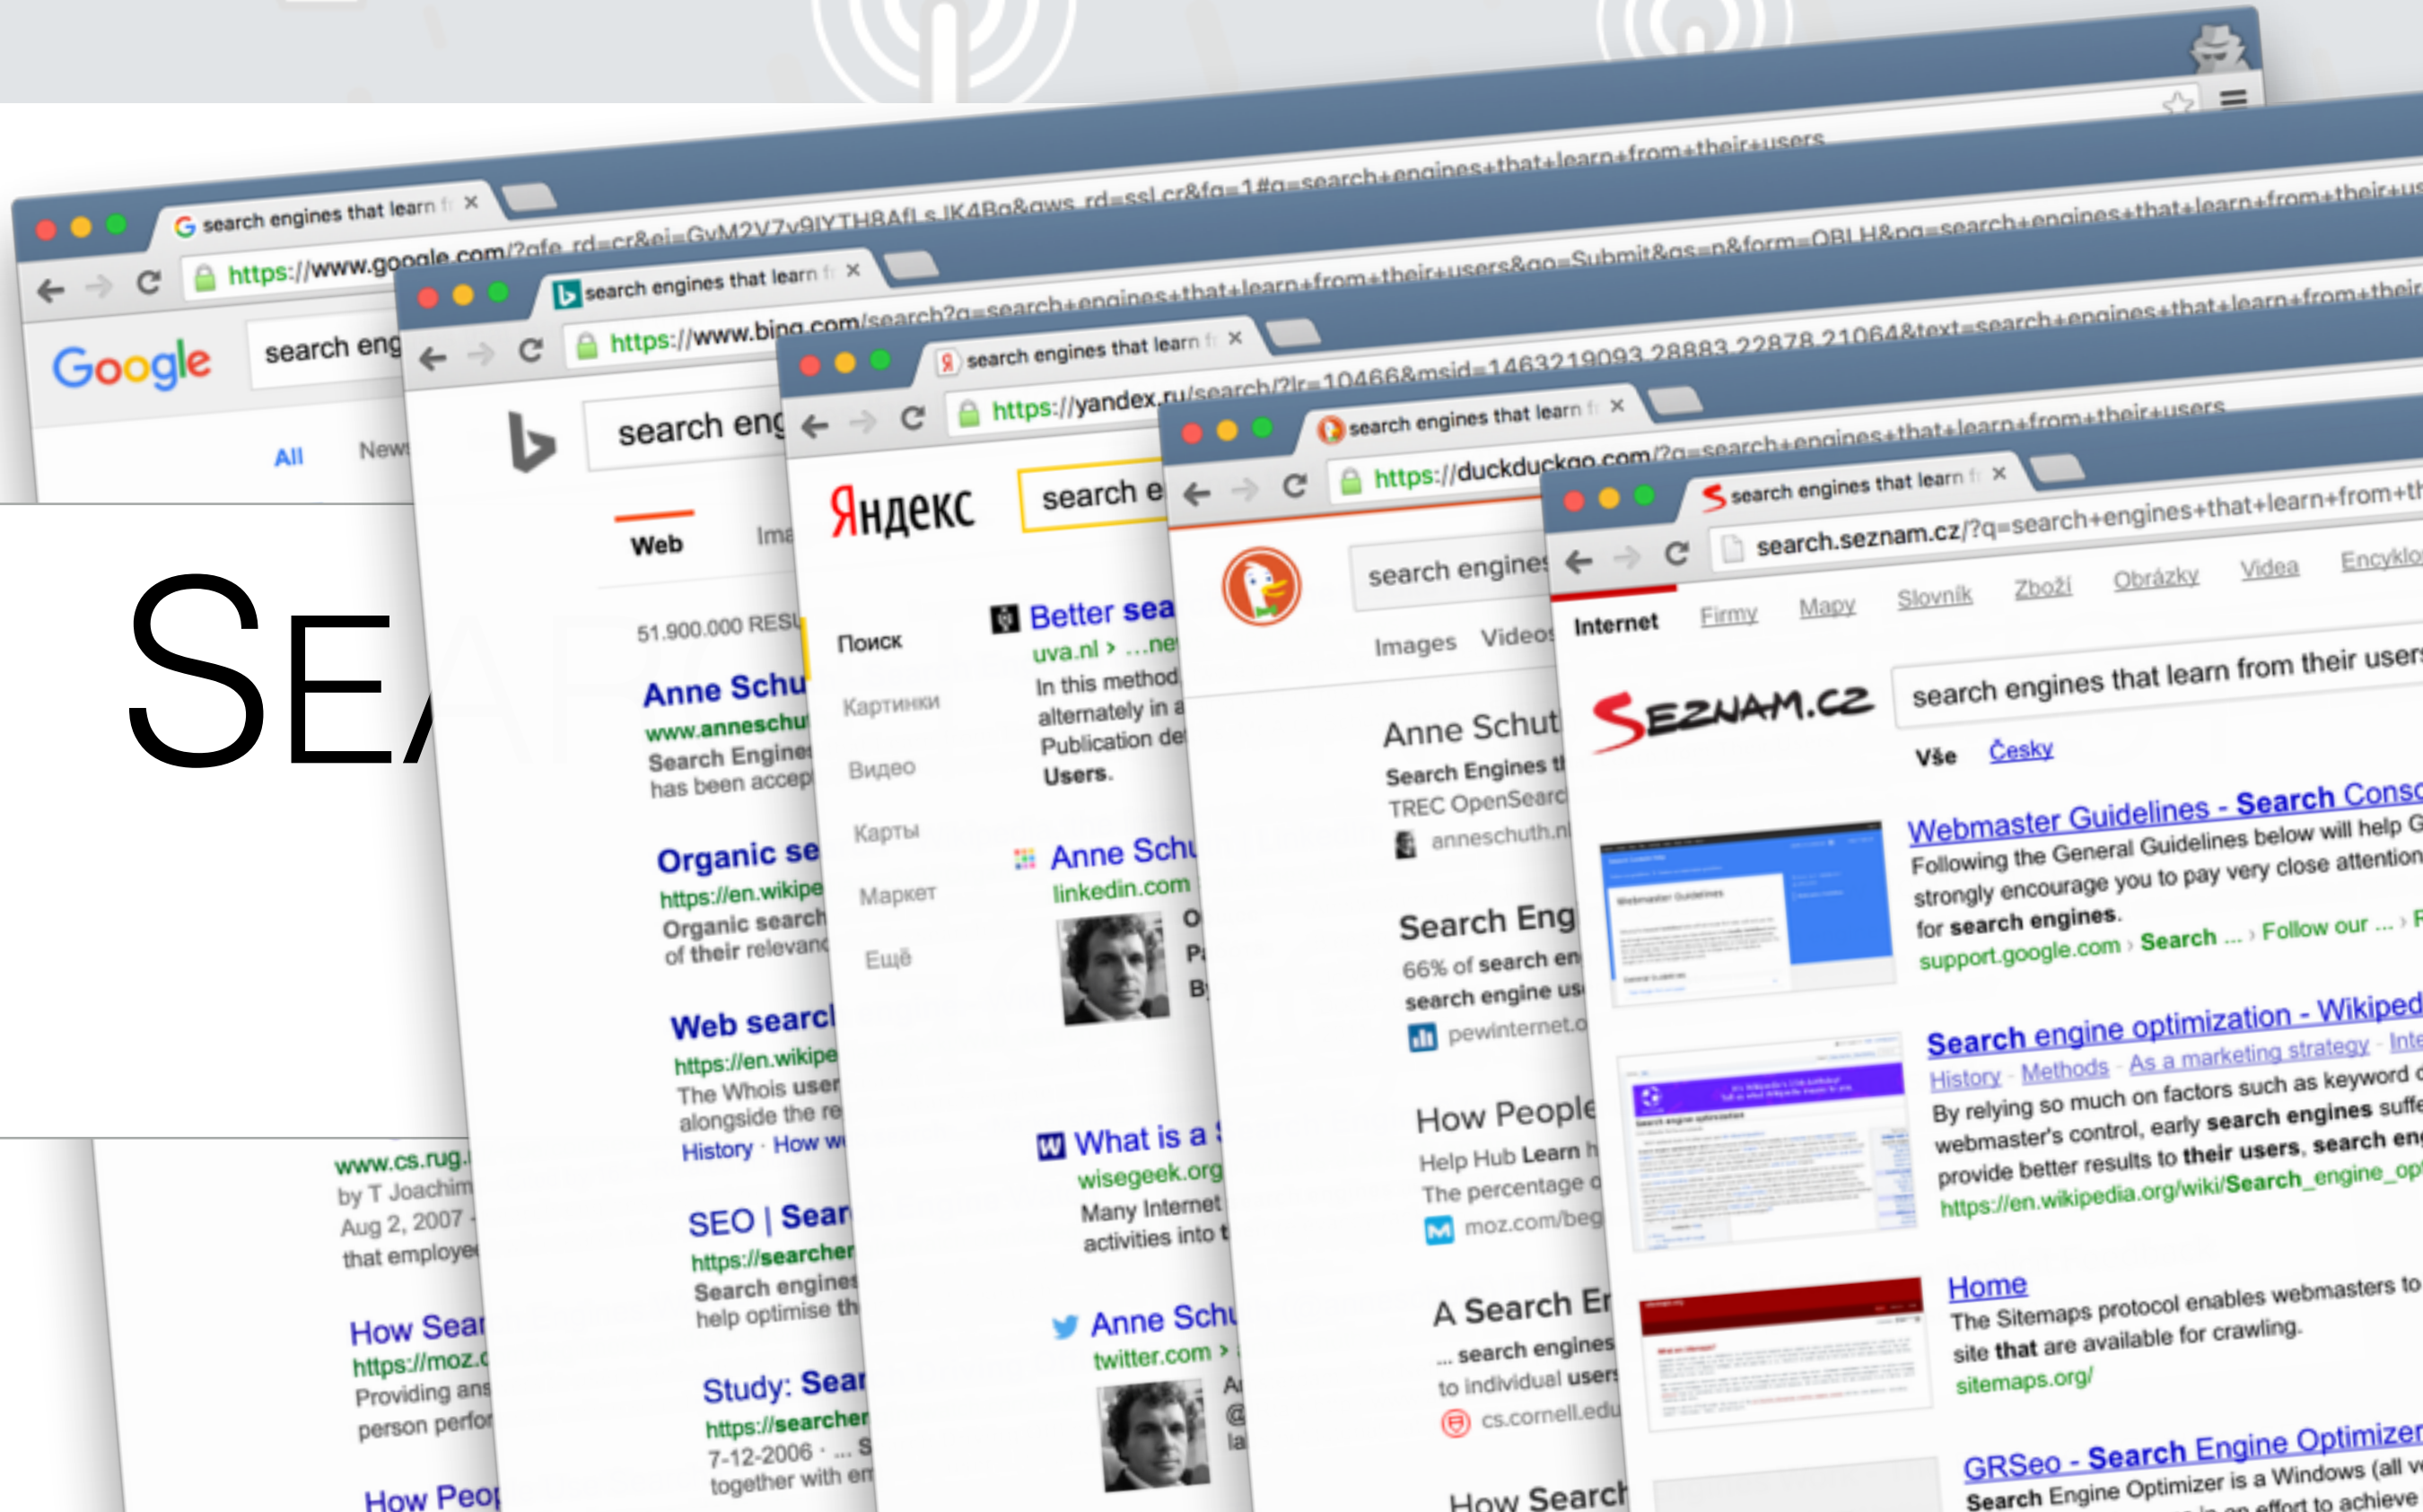 search engines that learn
https://www.google.com/?gfe_rd=cr&ei=GvM2V7v9IYTH8AfLsJK4Bg&gws_rd=ssl,cr&fg=1#q=search+engines+that+learn+from+their+users
Google
search eng
All News
SEA
www.cs.rug.
by T Joachim
Aug 2, 2007 -
that employe
How Sear
https://moz.c
Providing ans
person perfor
How Peop
search engines that learn
https://www.bing.com/search?q=search+engines+that+learn+from+their+users&go=Submit&qs=n&form=QBLH&pq=search+engines+that+learn+from+their+us
search eng
Web Ima
51.900.000 RESU
Anne Schu
www.anneschut
Search Engines
has been accep
Organic se
https://en.wikipe
Organic search
of their relevanc
Web search
https://en.wikipe
The Whois user
alongside the re
History · How we
SEO | Sear
https://searcher
Search engines
help optimise th
Study: Sear
https://searcher
7-12-2006 · ... S
together with em
search engines that learn
https://yandex.ru/search/?lr=10466&msid=1463219093.28883.22878.21064&text=search+engines+that+learn+from+their
Яндекс
search e
Поиск
Картинки
Видео
Карты
Маркет
Ещё
Better sea
uva.nl › ...ne
In this method,
alternately in a
Publication de
Users.
Anne Schu
linkedin.com
What is a S
wisegeek.org
Many Internet
activities into t
Anne Schu
twitter.com ›
search engines that learn
https://duckduckgo.com/?q=search+engines+that+learn+from+their+users
search engines
Images Videos
Anne Schut
Search Engines th
TREC OpenSearc
anneschuth.nl
Search Eng
66% of search en
search engine use
pewinternet.o
How People
Help Hub Learn h
The percentage o
moz.com/beg
A Search En
... search engines
to individual users
cs.cornell.edu
How Search
search engines that learn
search.seznam.cz/?q=search+engines+that+learn+from+th
Internet Firmy Mapy Slovník Zboží Obrázky Videa Encyklo
SEZNAM.CZ
search engines that learn from their users
Vše Česky
Webmaster Guidelines
Webmaster Guidelines - Search Conso
Following the General Guidelines below will help G
strongly encourage you to pay very close attention
for search engines.
support.google.com › Search ... › Follow our ... › R
Search engine optimization - Wikiped
History - Methods - As a marketing strategy - Inte
By relying so much on factors such as keyword d
webmaster's control, early search engines suffe
provide better results to their users, search eng
https://en.wikipedia.org/wiki/Search_engine_opt
Home
The Sitemaps protocol enables webmasters to
site that are available for crawling.
sitemaps.org/
GRSeo - Search Engine Optimizer
Search Engine Optimizer is a Windows (all ve
in an effort to achieve